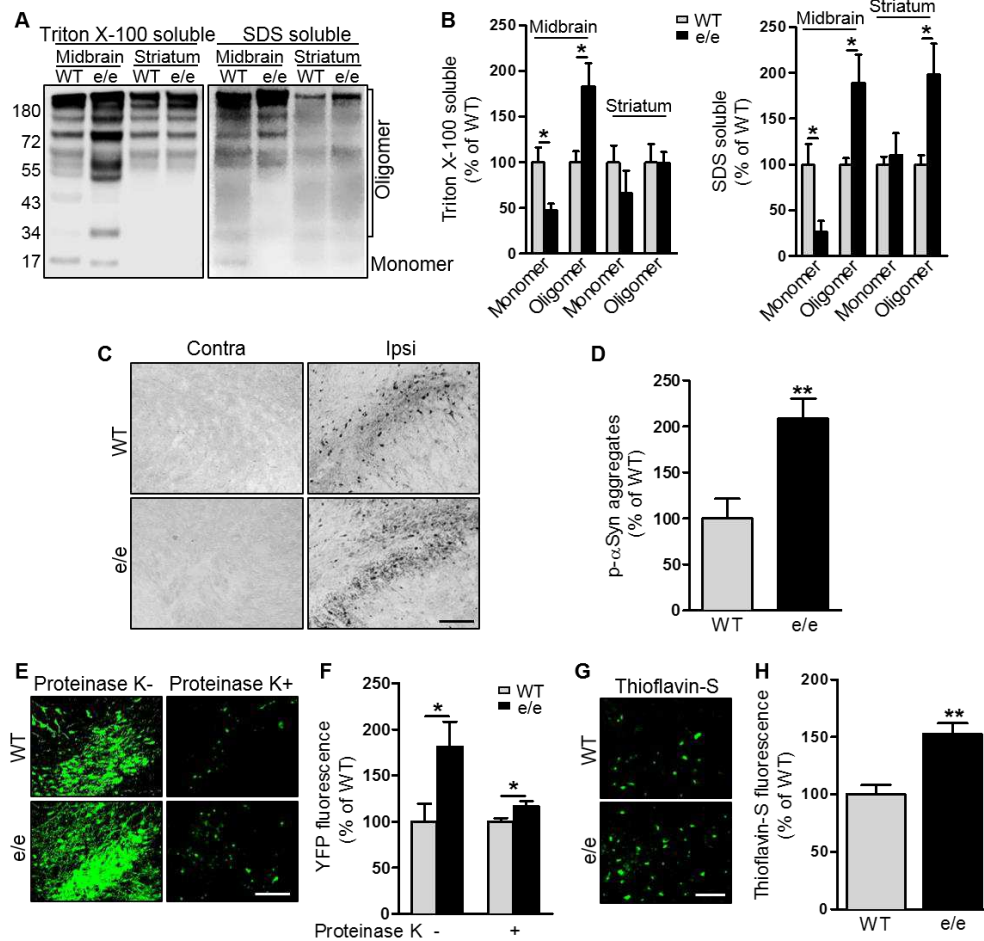 A
Triton X-100 soluble SDS soluble
Midbrain Striatum Midbrain Striatum
WT e/e WT e/e WT e/e WT e/e
180
72
55
43
34
17
Oligomer
Monomer
B
WT
e/e
Triton X-100 soluble
(% of WT)
250
200
150
100
50
0
Midbrain
*
*
Striatum
Monomer
Oligomer
Monomer
Oligomer
SDS soluble
(% of WT)
250
200
150
100
50
0
Midbrain
Striatum
*
*
*
Monomer
Oligomer
Monomer
Oligomer
C
Contra Ipsi
WT
e/e
D
p-αSyn aggregates
(% of WT)
250
200
150
100
50
0
**
WT e/e
E
Proteinase K- Proteinase K+
WT
e/e
F
YFP fluorescence
(% of WT)
250
200
150
100
50
0
WT
e/e
*
*
Proteinase K - +
G
Thioflavin-S
WT
e/e
H
Thioflavin-S fluorescence
(% of WT)
200
150
100
50
0
**
WT e/e